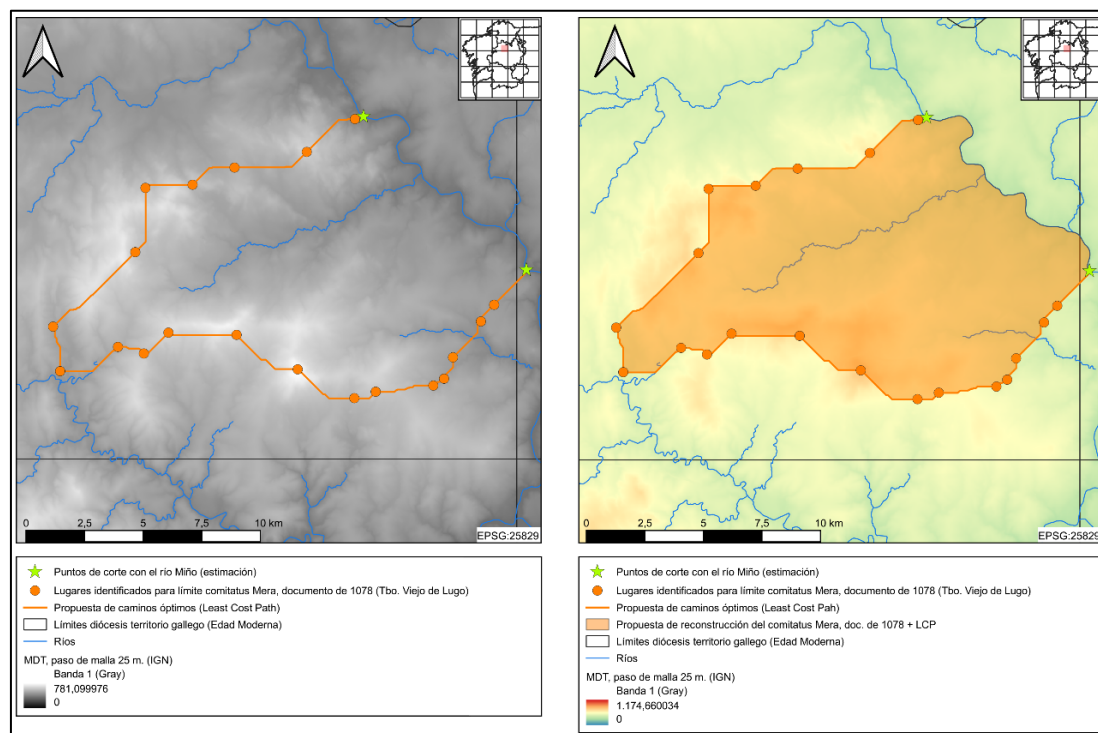 0
2,5
5
7,5
10 km
EPSG:25829
Puntos de corte con el río Miño (estimación)
Lugares identificados para límite comitatus Mera, documento de 1078 (Tbo. Viejo de Lugo)
Propuesta de caminos óptimos (Least Cost Path)
Límites diócesis territorio gallego (Edad Moderna)
Ríos
MDT, paso de malla 25 m. (IGN)
Banda 1 (Gray)
781,099976
0
0
2,5
5
7,5
10 km
EPSG:25829
Puntos de corte con el río Miño (estimación)
Lugares identificados para límite comitatus Mera, documento de 1078 (Tbo. Viejo de Lugo)
Propuesta de caminos óptimos (Least Cost Pah)
Propuesta de reconstrucción del comitatus Mera, doc. de 1078 + LCP
Límites diócesis territorio gallego (Edad Moderna)
Ríos
MDT, paso de malla 25 m. (IGN)
Banda 1 (Gray)
1.174,660034
0